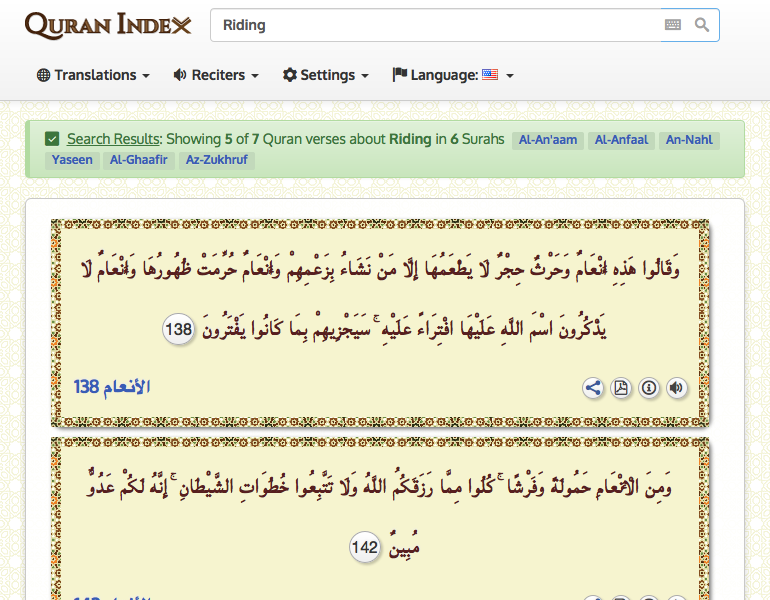 QURAN INDEX
Riding
Translations Reciters Settings Language:
Search Results: Showing 5 of 7 Quran verses about Riding in 6 Surahs Al-An'aam Al-Anfaal An-Nahl
Yaseen Al-Ghaafir Az-Zukhruf
وَقَالُوا هَذِهِ أَنْعَامٌ وَحَرْثٌ حِجْرٌ لَا يَطْعَمُهَا إِلَّا مَنْ نَشَاءُ بِزَعْمِهِمْ وَأَنْعَامٌ حُرِّمَتْ ظُهُورُهَا وَأَنْعَامٌ لَا
يَذْكُرُونَ اسْمَ اللَّهِ عَلَيْهَا افْتِرَاءً عَلَيْهِ ۚ سَيَجْزِيهِمْ بِمَا كَانُوا يَفْتَرُونَ 138
الأنعام 138
وَمِنَ الْأَنْعَامِ حَمُولَةً وَفَرْشًا ۚ كُلُوا مِمَّا رَزَقَكُمُ اللَّهُ وَلَا تَتَّبِعُوا خُطُوَاتِ الشَّيْطَانِ ۚ إِنَّهُ لَكُمْ عَدُوٌّ
مُبِينٌ 142